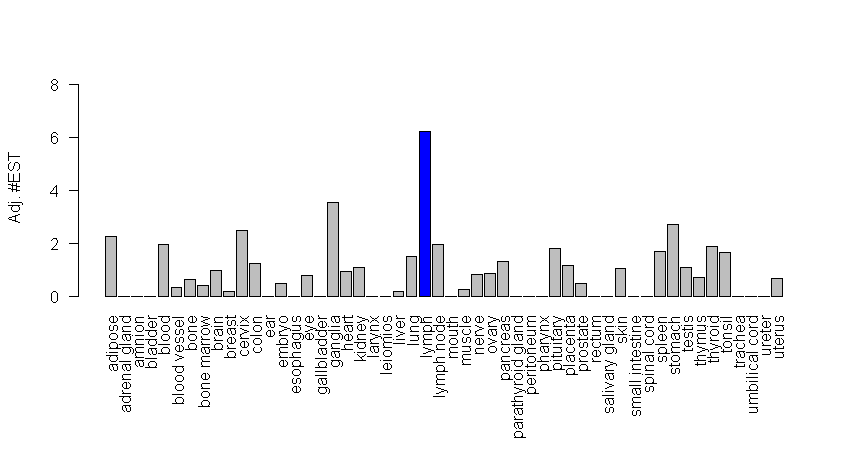 8
6
4
2
0
Adj. #EST
adipose
adrenal gland
amnion
bladder
blood
blood vessel
bone
bone marrow
brain
breast
cervix
colon
ear
embryo
esophagus
eye
gallbladder
ganglia
heart
kidney
larynx
leiomios
liver
lung
lymph
lymph node
mouth
muscle
nerve
ovary
pancreas
parathyroid gland
peritoneum
pharynx
pituitary
placenta
prostate
rectum
salivary gland
skin
small intestine
spinal cord
spleen
stomach
testis
thymus
thyroid
tonsil
trachea
umbilical cord
ureter
uterus